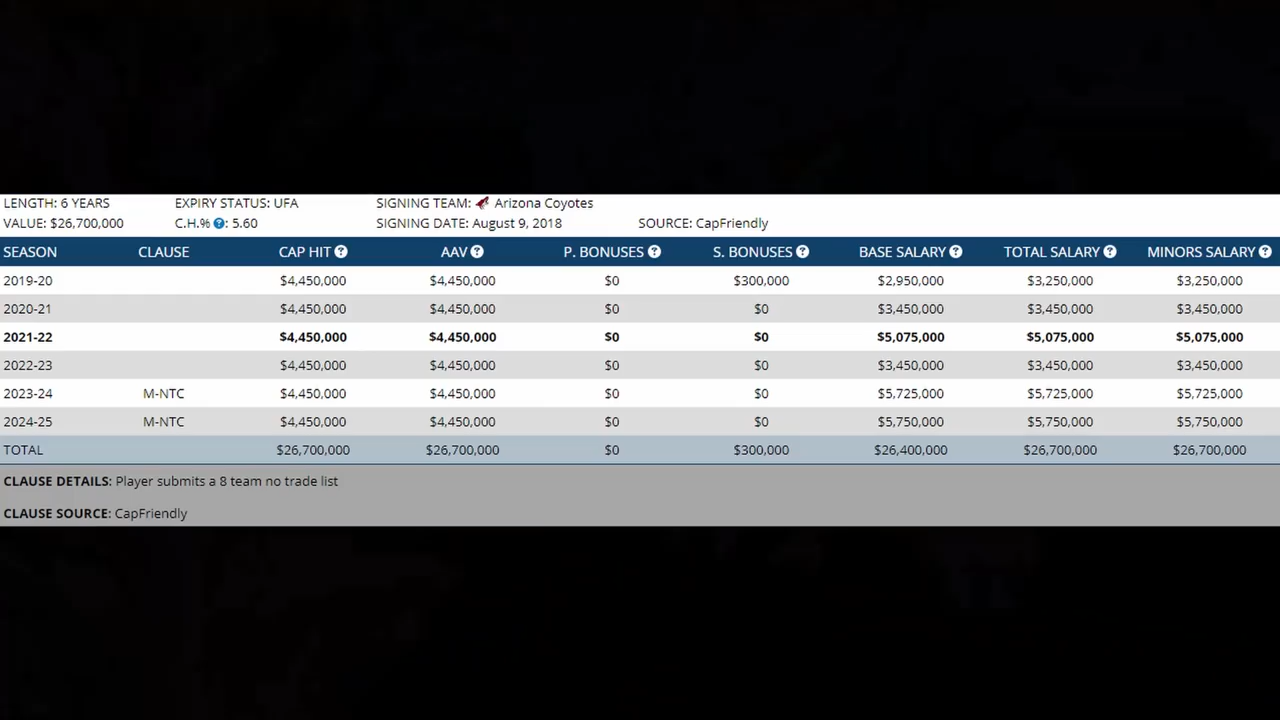 LENGTH: 6 YEARS EXPIRY STATUS: UFA SIGNING TEAM: Arizona Coyotes
VALUE: $26,700,000 C.H.% ?: 5.60 SIGNING DATE: August 9, 2018 SOURCE: CapFriendly
SEASON CLAUSE CAP HIT ? AAV ? P. BONUSES ? S. BONUSES ? BASE SALARY ? TOTAL SALARY ? MINORS SALARY ?
2019-20 $4,450,000 $4,450,000 $0 $300,000 $2,950,000 $3,250,000 $3,250,000
2020-21 $4,450,000 $4,450,000 $0 $0 $3,450,000 $3,450,000 $3,450,000
2021-22 $4,450,000 $4,450,000 $0 $0 $5,075,000 $5,075,000 $5,075,000
2022-23 $4,450,000 $4,450,000 $0 $0 $3,450,000 $3,450,000 $3,450,000
2023-24 M-NTC $4,450,000 $4,450,000 $0 $0 $5,725,000 $5,725,000 $5,725,000
2024-25 M-NTC $4,450,000 $4,450,000 $0 $0 $5,750,000 $5,750,000 $5,750,000
TOTAL $26,700,000 $26,700,000 $0 $300,000 $26,400,000 $26,700,000 $26,700,000
CLAUSE DETAILS: Player submits a 8 team no trade list
CLAUSE SOURCE: CapFriendly